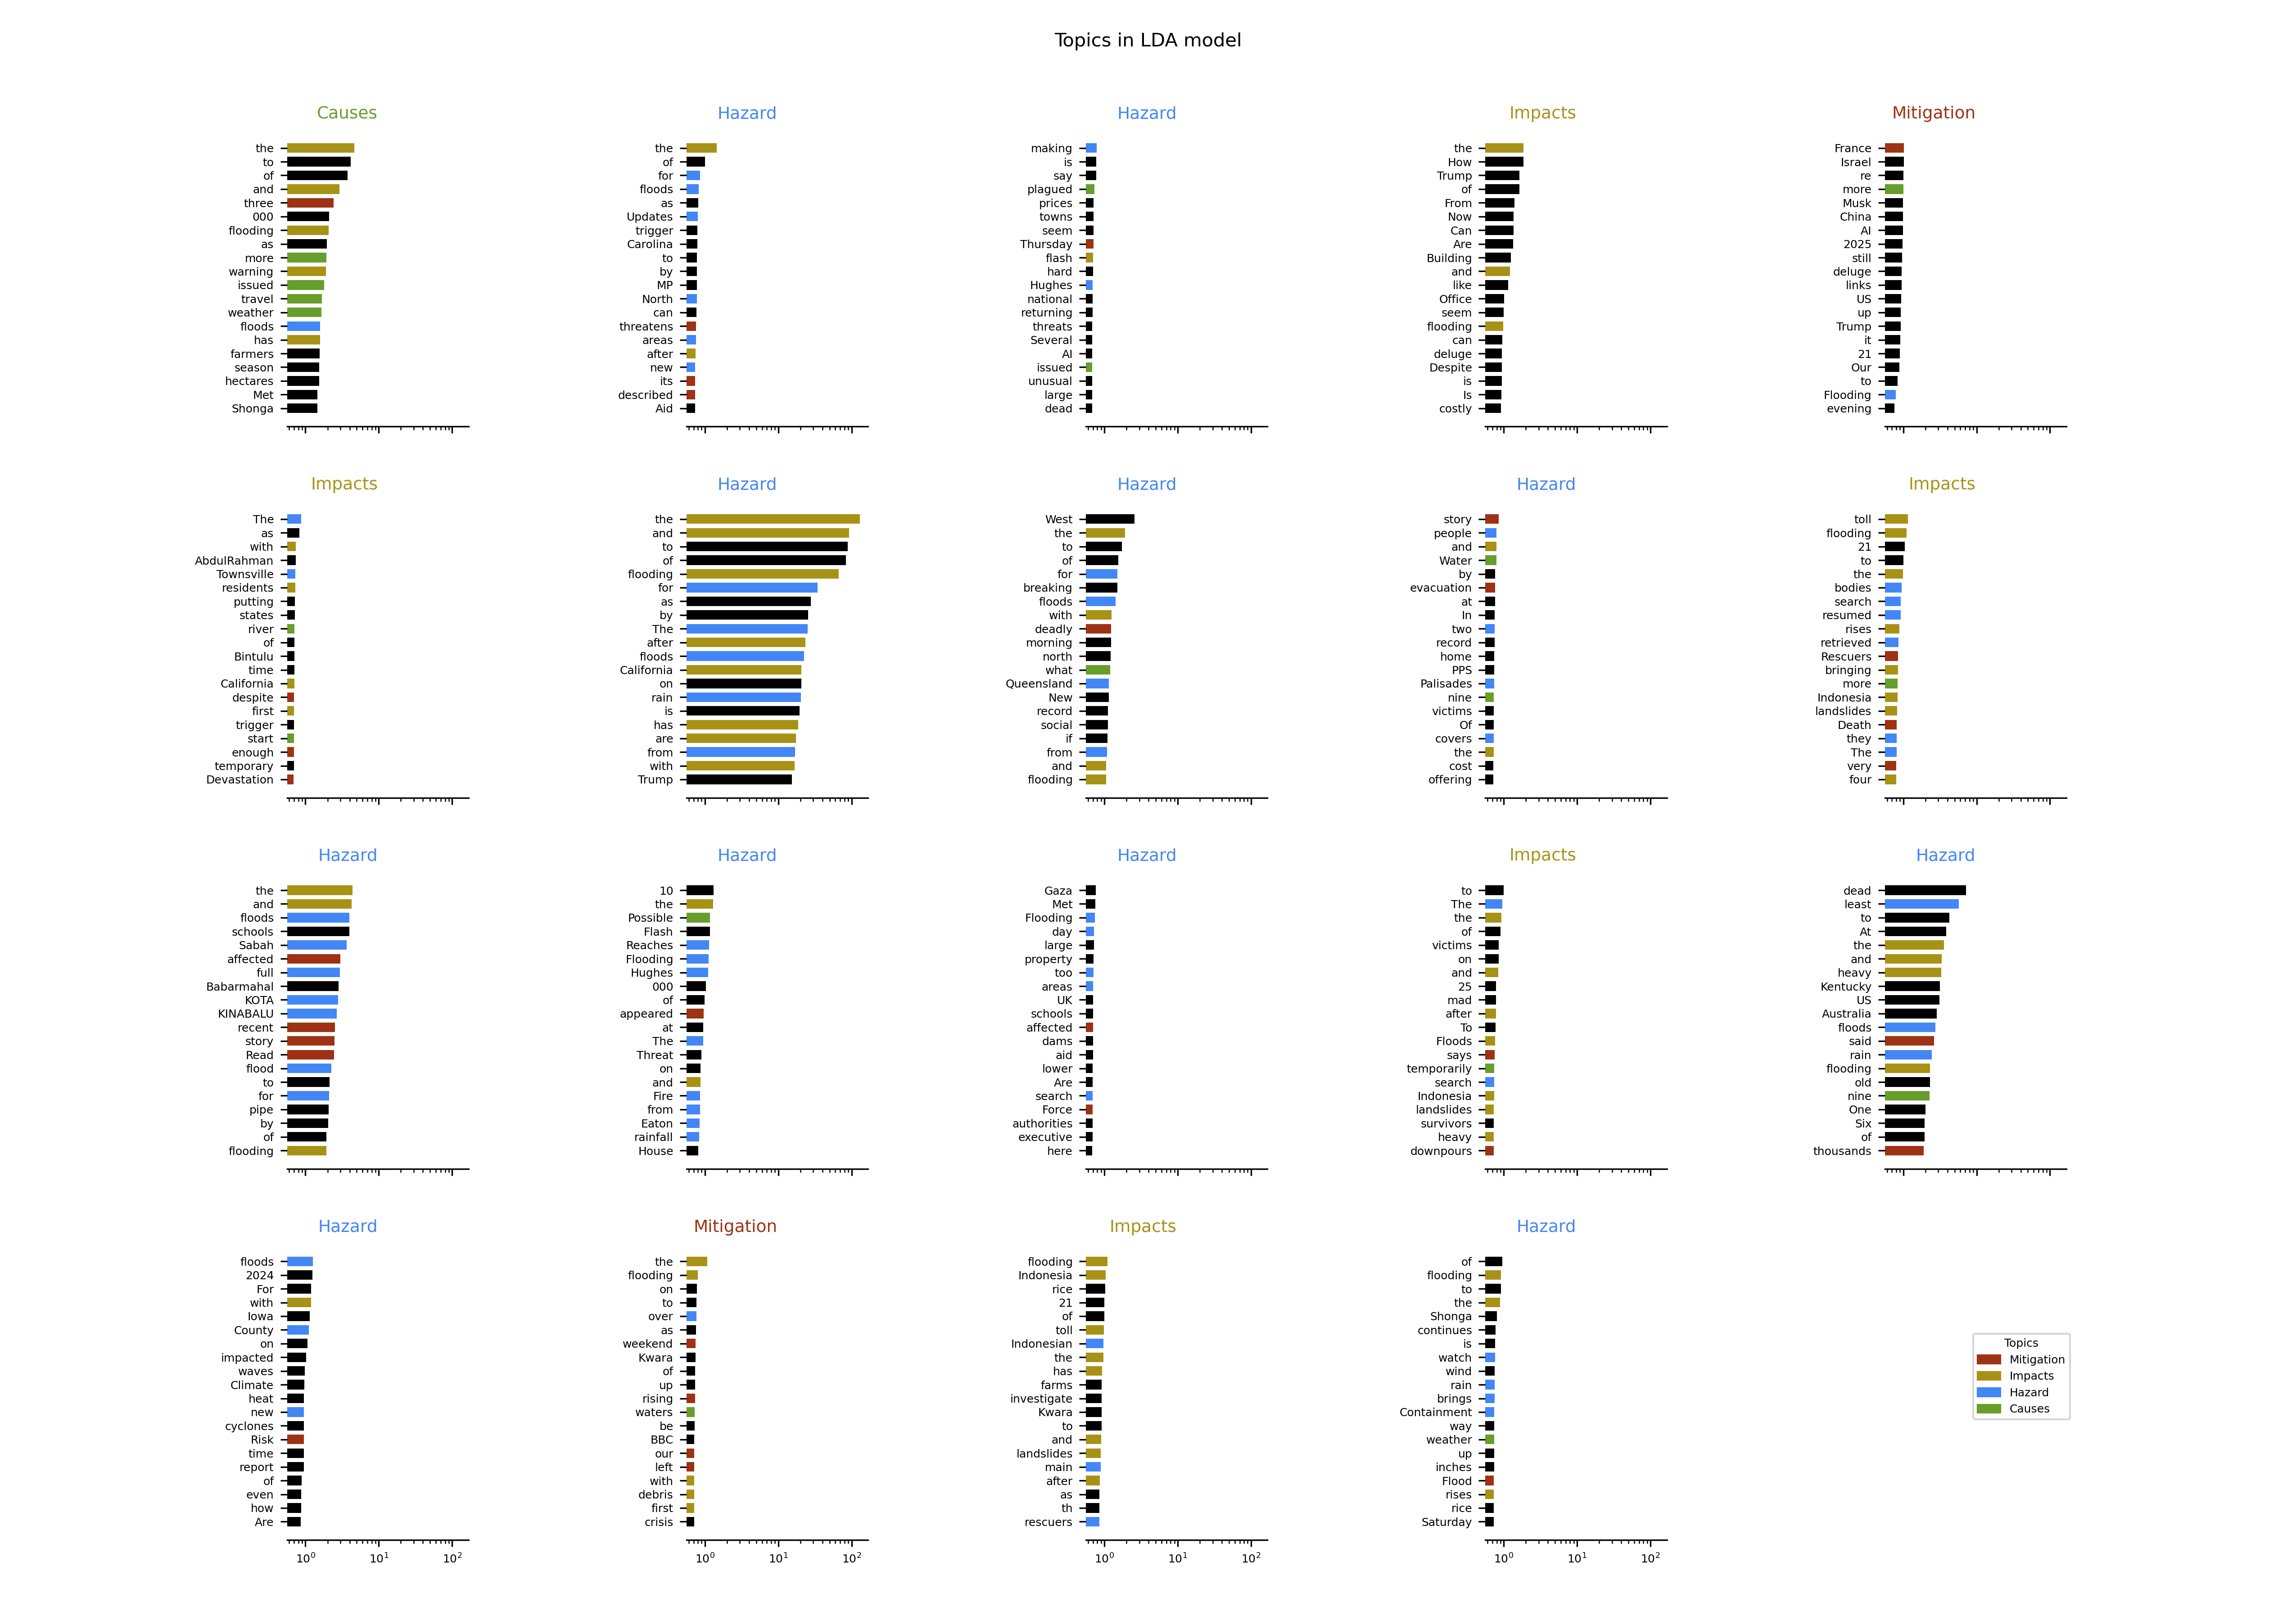 Topics in LDA model
Causes
the
to
of
and
three
000
flooding
as
more
warning
issued
travel
weather
floods
has
farmers
season
hectares
Met
Shonga
Hazard
the
of
for
floods
as
Updates
trigger
Carolina
to
by
MP
North
can
threatens
areas
after
new
its
described
Aid
Hazard
making
is
say
plagued
prices
towns
seem
Thursday
flash
hard
Hughes
national
returning
threats
Several
AI
issued
unusual
large
dead
Impacts
the
How
Trump
of
From
Now
Can
Are
Building
and
like
Office
seem
flooding
can
deluge
Despite
is
Is
costly
Mitigation
France
Israel
re
more
Musk
China
AI
2025
still
deluge
links
US
up
Trump
it
21
Our
to
Flooding
evening
Impacts
The
as
with
AbdulRahman
Townsville
residents
putting
states
river
of
Bintulu
time
California
despite
first
trigger
start
enough
temporary
Devastation
Hazard
the
and
to
of
flooding
for
as
by
The
after
floods
California
on
rain
is
has
are
from
with
Trump
Hazard
West
the
to
of
for
breaking
floods
with
deadly
morning
north
what
Queensland
New
record
social
if
from
and
flooding
Hazard
story
people
and
Water
by
evacuation
at
In
two
record
home
PPS
Palisades
nine
victims
Of
covers
the
cost
offering
Impacts
toll
flooding
21
to
the
bodies
search
resumed
rises
retrieved
Rescuers
bringing
more
Indonesia
landslides
Death
they
The
very
four
Hazard
the
and
floods
schools
Sabah
affected
full
Babarmahal
KOTA
KINABALU
recent
story
Read
flood
to
for
pipe
by
of
flooding
Hazard
10
the
Possible
Flash
Reaches
Flooding
Hughes
000
of
appeared
at
The
Threat
on
and
Fire
from
Eaton
rainfall
House
Hazard
Gaza
Met
Flooding
day
large
property
too
areas
UK
schools
affected
dams
aid
lower
Are
search
Force
authorities
executive
here
Impacts
to
The
the
of
victims
on
and
25
mad
after
To
Floods
says
temporarily
search
Indonesia
landslides
survivors
heavy
downpours
Hazard
dead
least
to
At
the
and
heavy
Kentucky
US
Australia
floods
said
rain
flooding
old
nine
One
Six
of
thousands
Hazard
floods
2024
For
with
Iowa
County
on
impacted
waves
Climate
heat
new
cyclones
Risk
time
report
of
even
how
Are
10⁰ 10¹ 10²
Mitigation
the
flooding
on
to
over
as
weekend
Kwara
of
up
rising
waters
be
BBC
our
left
with
debris
first
crisis
10⁰ 10¹ 10²
Impacts
flooding
Indonesia
rice
21
of
toll
Indonesian
the
has
farms
investigate
Kwara
to
and
landslides
main
after
as
th
rescuers
10⁰ 10¹ 10²
Hazard
of
flooding
to
the
Shonga
continues
is
watch
wind
rain
brings
Containment
way
weather
up
inches
Flood
rises
rice
Saturday
10⁰ 10¹ 10²
Topics
Mitigation
Impacts
Hazard
Causes